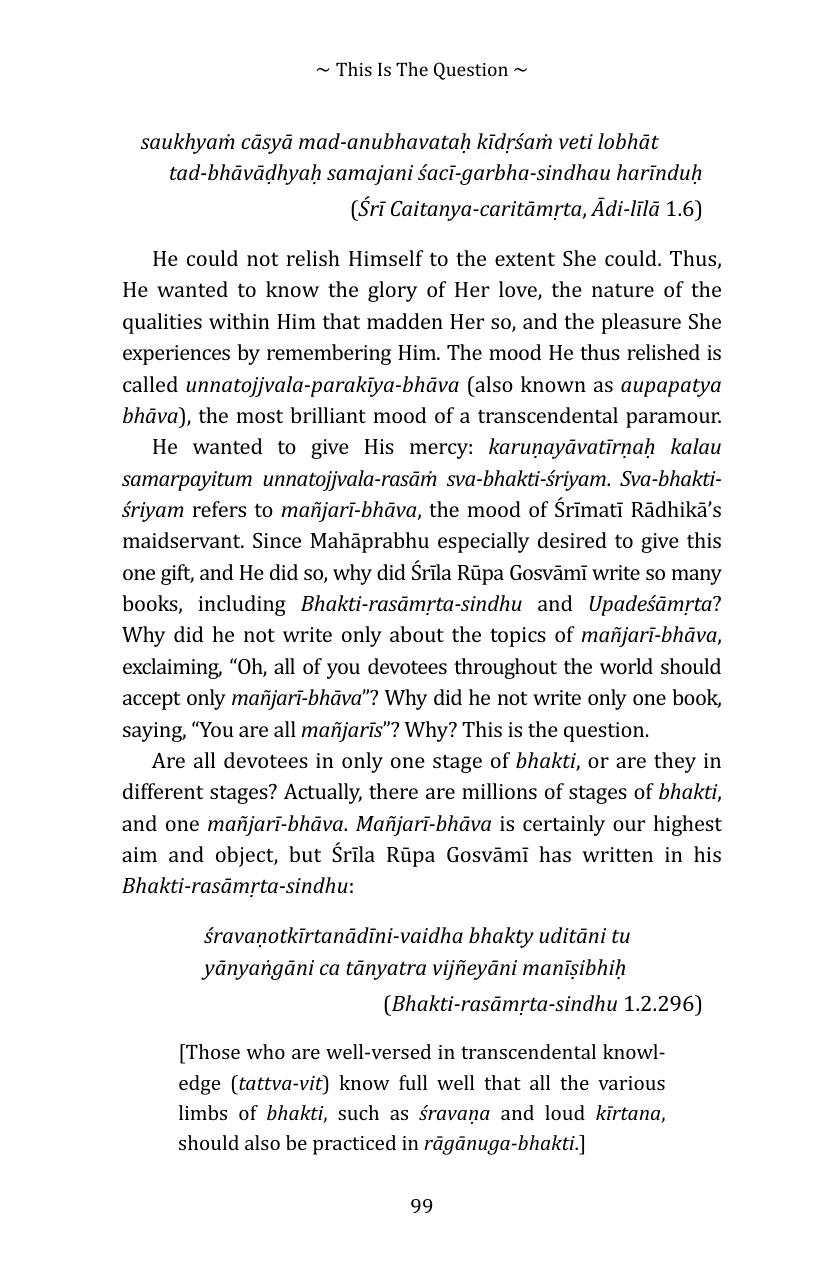 ~ This Is The Question ~
saukhyaṁ cāsyā mad-anubhavataḥ kīdṛśaṁ veti lobhāt
tad-bhāvāḍhyaḥ samajani śacī-garbha-sindhau harīnduḥ
(Śrī Caitanya-caritāmṛta, Ādi-līlā 1.6)
He could not relish Himself to the extent She could. Thus,
He wanted to know the glory of Her love, the nature of the
qualities within Him that madden Her so, and the pleasure She
experiences by remembering Him. The mood He thus relished is
called unnatojjvala-parakīya-bhāva (also known as aupapatya
bhāva), the most brilliant mood of a transcendental paramour.
He wanted to give His mercy: karuṇayāvatīrṇaḥ kalau
samarpayitum unnatojjvala-rasāṁ sva-bhakti-śriyam. Sva-bhakti-
śriyam refers to mañjarī-bhāva, the mood of Śrīmatī Rādhikā’s
maidservant. Since Mahāprabhu especially desired to give this
one gift, and He did so, why did Śrīla Rūpa Gosvāmī write so many
books, including Bhakti-rasāmṛta-sindhu and Upadeśāmṛta?
Why did he not write only about the topics of mañjarī-bhāva,
exclaiming, “Oh, all of you devotees throughout the world should
accept only mañjarī-bhāva”? Why did he not write only one book,
saying, “You are all mañjarīs”? Why? This is the question.
Are all devotees in only one stage of bhakti, or are they in
different stages? Actually, there are millions of stages of bhakti,
and one mañjarī-bhāva. Mañjarī-bhāva is certainly our highest
aim and object, but Śrīla Rūpa Gosvāmī has written in his
Bhakti-rasāmṛta-sindhu:
śravaṇotkīrtanādīni-vaidha bhakty uditāni tu
yānyaṅgāni ca tānyatra vijñeyāni manīṣibhiḥ
(Bhakti-rasāmṛta-sindhu 1.2.296)
[Those who are well-versed in transcendental knowl-
edge (tattva-vit) know full well that all the various
limbs of bhakti, such as śravaṇa and loud kīrtana,
should also be practiced in rāgānuga-bhakti.]
99